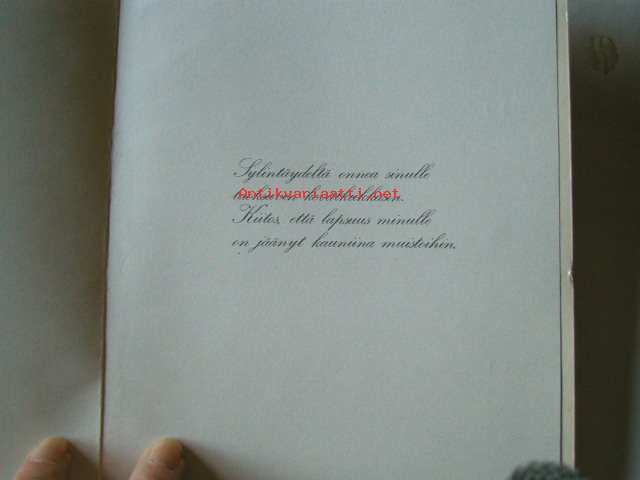 Sylintäydeltä onnea sinulle
Antikvariaatti.net
Kiitos, että lapsuus minulle
on jäänyt kauniina muistoihin.